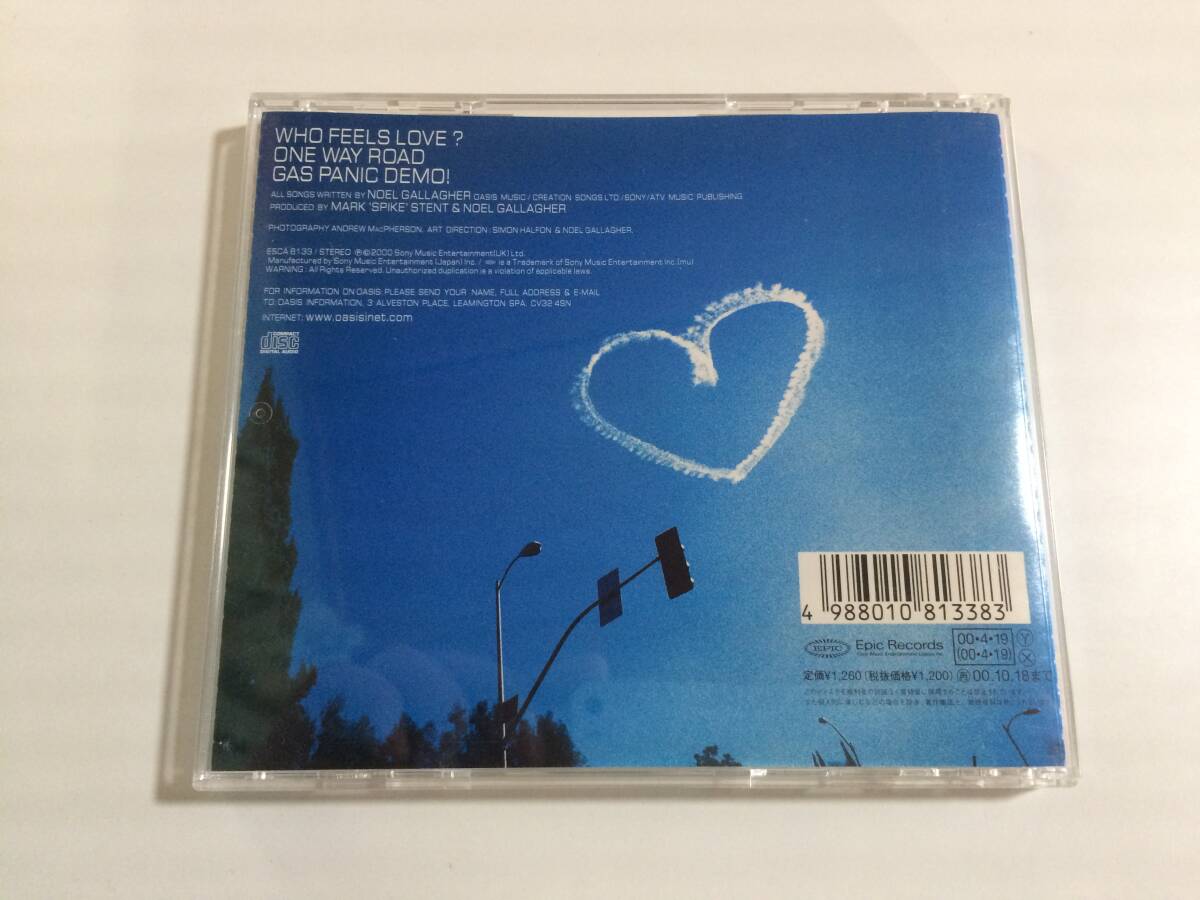 WHO FEELS LOVE ?
ONE WAY ROAD
GAS PANIC DEMO!
ALL SONGS WRITTEN BY NOEL GALLAGHER OASIS MUSIC / CREATION SONGS LTD. / SONY/ATV MUSIC PUBLISHING
PRODUCED BY MARK 'SPIKE' STENT & NOEL GALLAGHER
PHOTOGRAPHY ANDREW MACPHERSON. ART DIRECTION : SIMON HALFON & NOEL GALLAGHER.
ESCA 8133 / STEREO ℗©2000 Sony Music Entertainment(UK) Ltd.
Manufactured by Sony Music Entertainment (Japan) Inc. / is a Trademark of Sony Music Entertainment Inc.(mu)
WARNING : All Rights Reserved. Unauthorized duplication is a violation of applicable laws.
FOR INFORMATION ON OASIS: PLEASE SEND YOUR NAME, FULL ADDRESS & E-MAIL
TO: OASIS INFORMATION, 3 ALVESTON PLACE, LEAMINGTON SPA, CV32 4SN
INTERNET: www.oasisinet.com
COMPACT
disc
DIGITAL AUDIO
4 988010 813383
EPIC Epic Records
00•4•19 Y
(00•4•19) X
定価¥1,260 (税抜価格¥1,200) 再 00.10.18まで